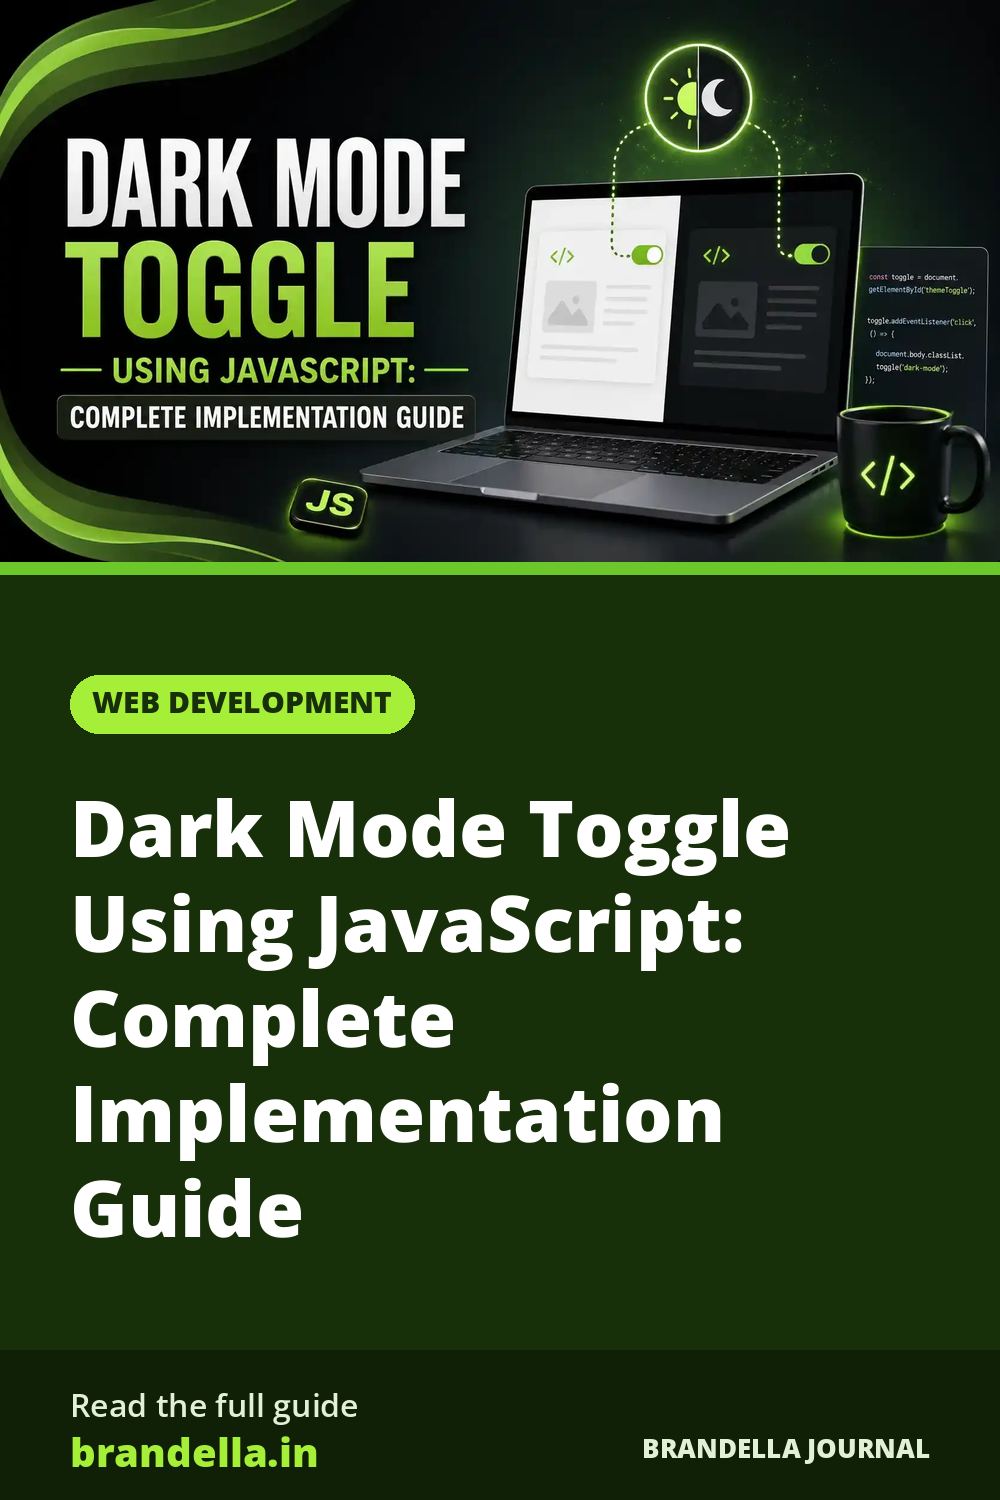 DARK MODE
TOGGLE
USING JAVASCRIPT:
COMPLETE IMPLEMENTATION GUIDE
JS
</>
</>
const toggle = document.
getElementById('themeToggle');
toggle.addEventListener('click',
() => {
document.body.classList.
toggle('dark-mode');
});
</>
WEB DEVELOPMENT
Dark Mode Toggle
Using JavaScript:
Complete
Implementation
Guide
Read the full guide
brandella.in
BRANDELLA JOURNAL